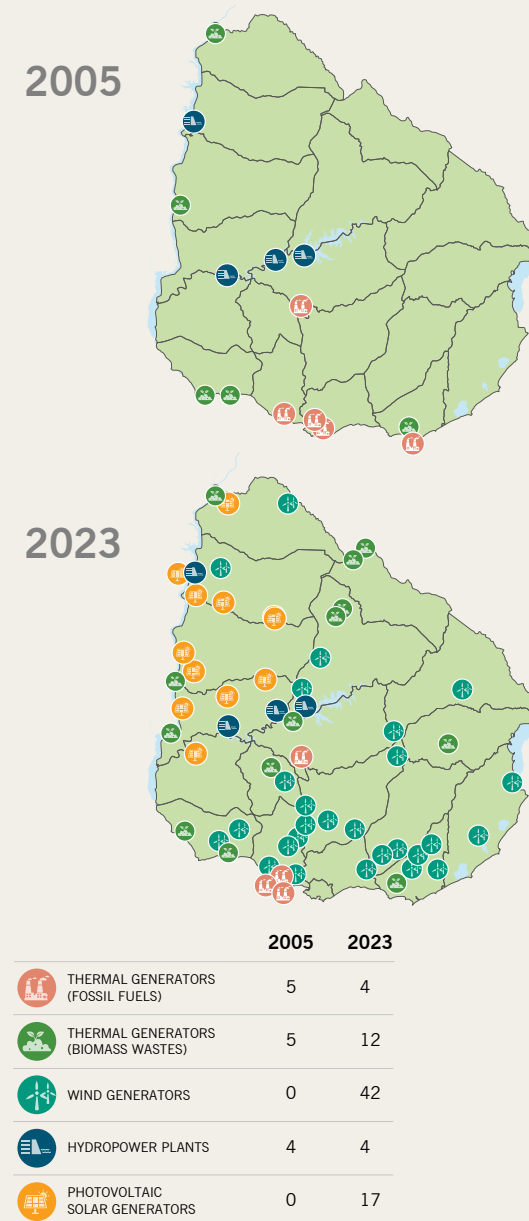 2005
2023
2005 2023
THERMAL GENERATORS
(FOSSIL FUELS) 5 4
THERMAL GENERATORS
(BIOMASS WASTES) 5 12
WIND GENERATORS 0 42
HYDROPOWER PLANTS 4 4
PHOTOVOLTAIC
SOLAR GENERATORS 0 17